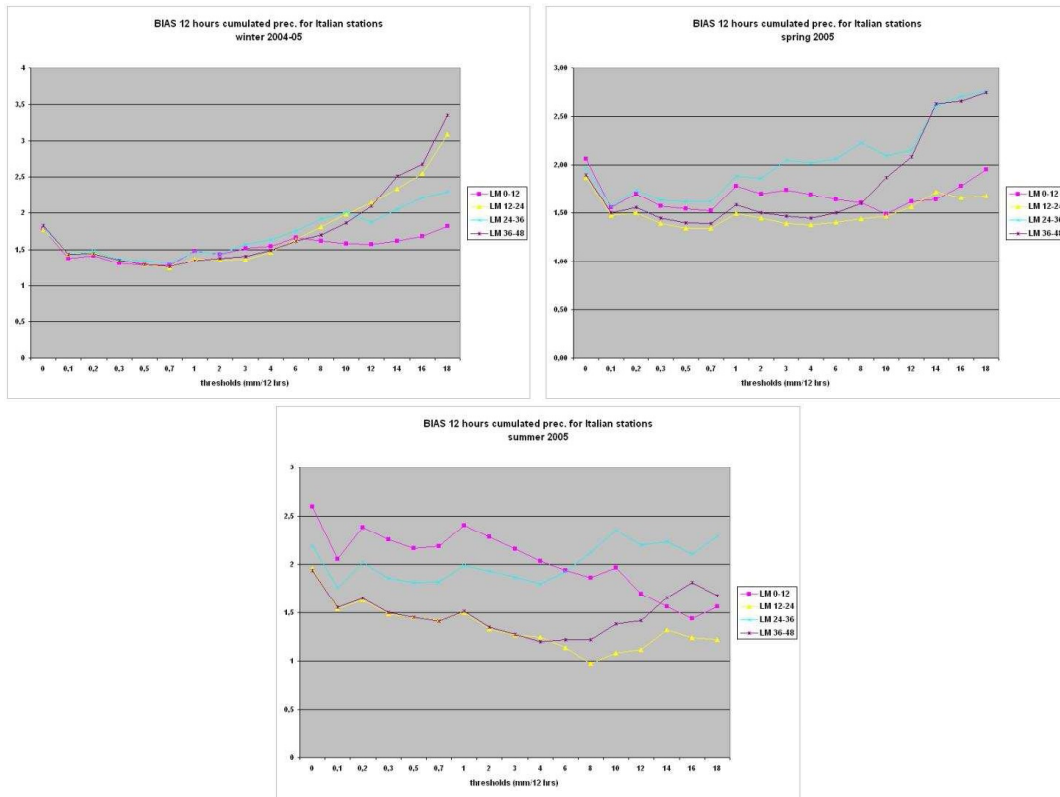 BIAS 12 hours cumulated prec. for Italian stations
winter 2004-05
4
3,5
3
2,5
2
1,5
1
0,5
0
0 0,1 0,2 0,3 0,5 0,7 1 2 3 4 6 8 10 12 14 16 18
thresholds (mm/12 hrs)
LM 0-12
LM 12-24
LM 24-36
LM 36-48
BIAS 12 hours cumulated prec. for Italian stations
spring 2005
3,00
2,50
2,00
1,50
1,00
0,50
0,00
0 0,1 0,2 0,3 0,5 0,7 1 2 3 4 6 8 10 12 14 16 18
thresholds (mm/12 hrs)
LM 0-12
LM 12-24
LM 24-36
LM 36-48
BIAS 12 hours cumulated prec. for Italian stations
summer 2005
3
2,5
2
1,5
1
0,5
0
0 0,1 0,2 0,3 0,5 0,7 1 2 3 4 6 8 10 12 14 16 18
thresholds (mm/12 hrs)
LM 0-12
LM 12-24
LM 24-36
LM 36-48